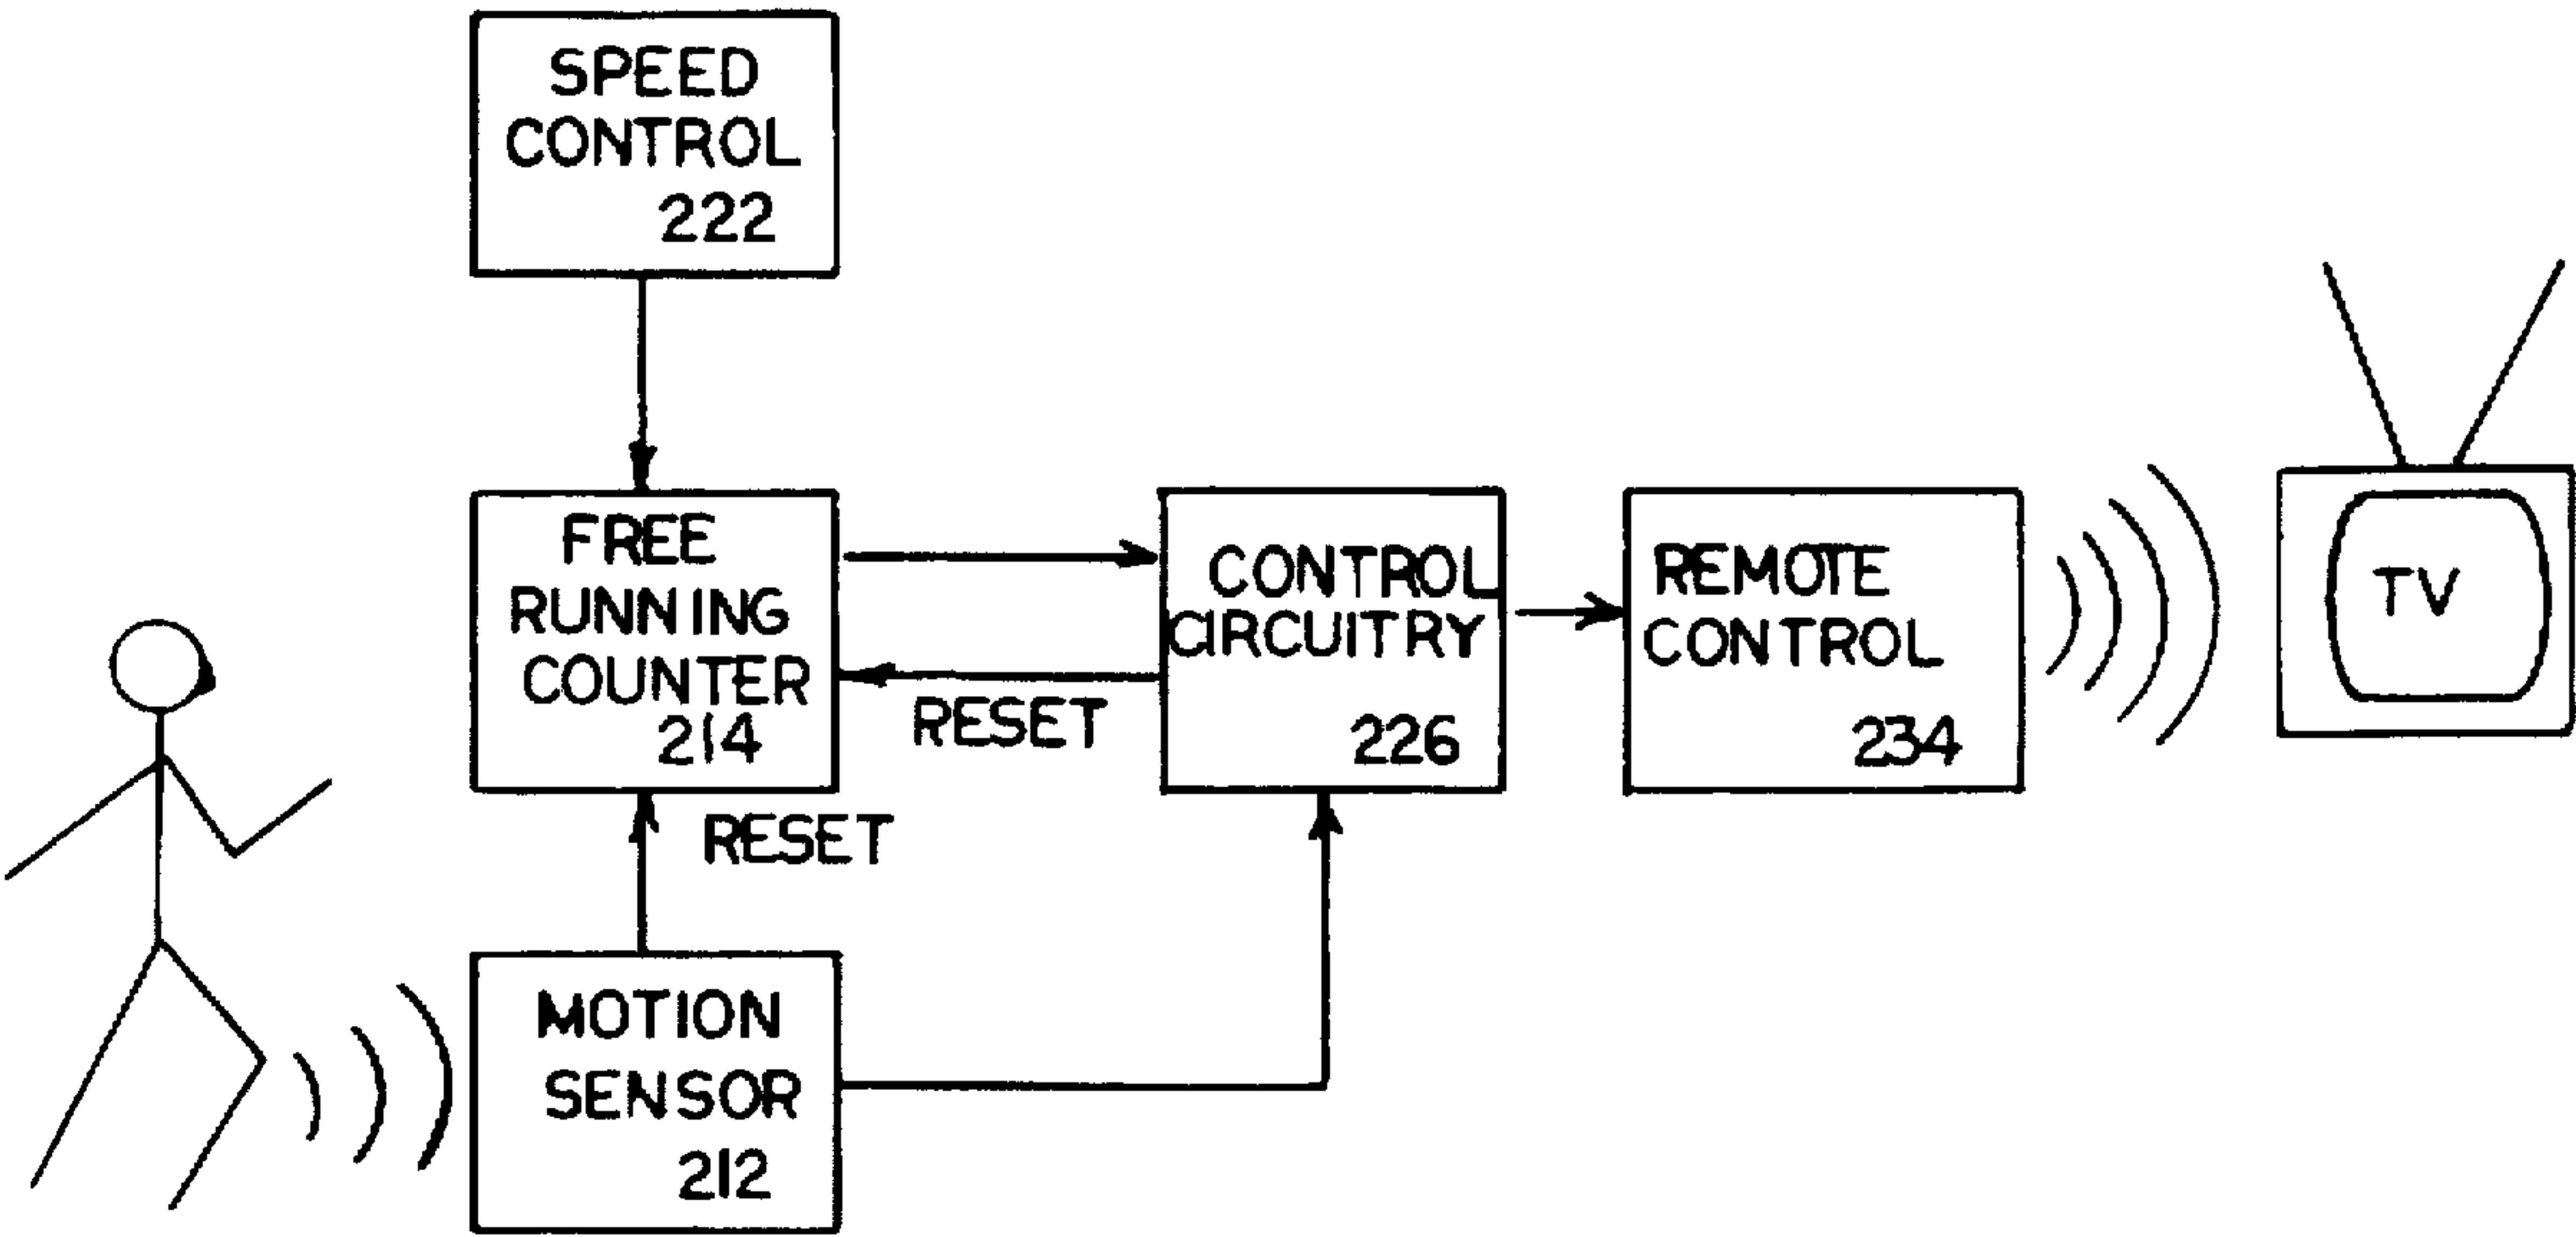 SPEED
CONTROL
222
FREE
RUNNING
COUNTER
214
RESET
CONTROL
CIRCUITRY
226
REMOTE
CONTROL
234
TV
RESET
MOTION
SENSOR
212